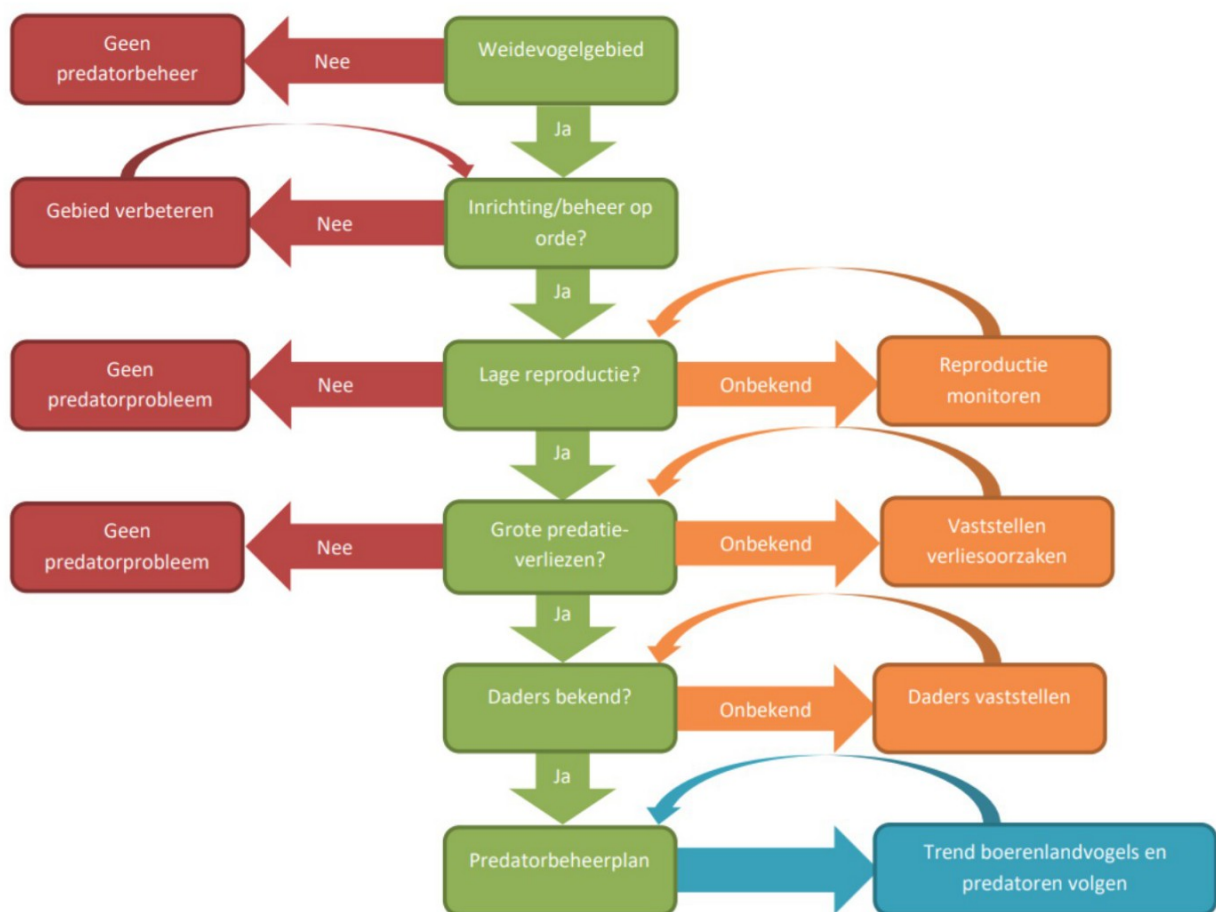 Geen
predatorbeheer
Nee
Weidevogelgebied
Ja
Gebied verbeteren
Nee
Inrichting/beheer op
orde?
Ja
Geen
predatorprobleem
Nee
Lage reproductie?
Onbekend
Reproductie
monitoren
Ja
Geen
predatorprobleem
Nee
Grote predatie-
verliezen?
Onbekend
Vaststellen
verliesoorzaken
Ja
Daders bekend?
Onbekend
Daders vaststellen
Ja
Predatorbeheerplan
Trend boerenlandvogels en
predatoren volgen